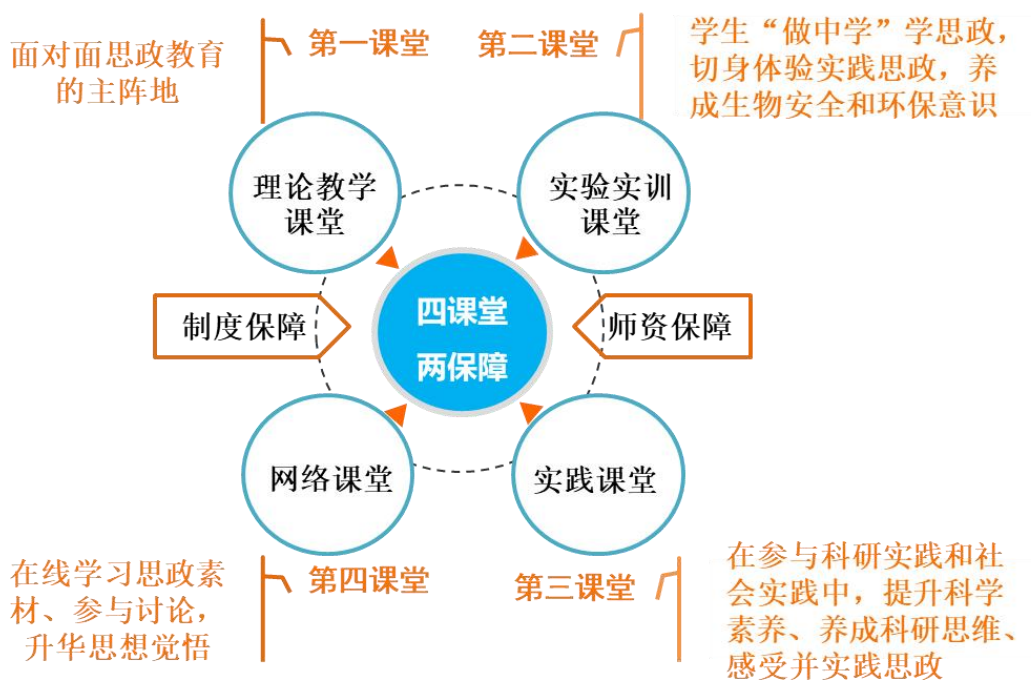 面对面思政教育
的主阵地
第一课堂
第二课堂
学生“做中学”学思政，
切身体验实践思政，养
成生物安全和环保意识
理论教学
课堂
实验实训
课堂
制度保障
四课堂
两保障
师资保障
网络课堂
实践课堂
在线学习思政素
材、参与讨论，
升华思想觉悟
第四课堂
第三课堂
在参与科研实践和社
会实践中，提升科学
素养、养成科研思维、
感受并实践思政